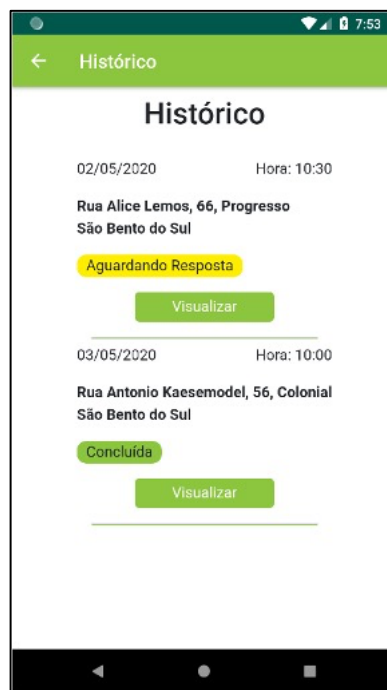 7:53
Histórico
Histórico
02/05/2020 Hora: 10:30
Rua Alice Lemos, 66, Progresso
São Bento do Sul
Aguardando Resposta
Visualizar
03/05/2020 Hora: 10:00
Rua Antonio Kaesemodel, 56, Colonial
São Bento do Sul
Concluída
Visualizar